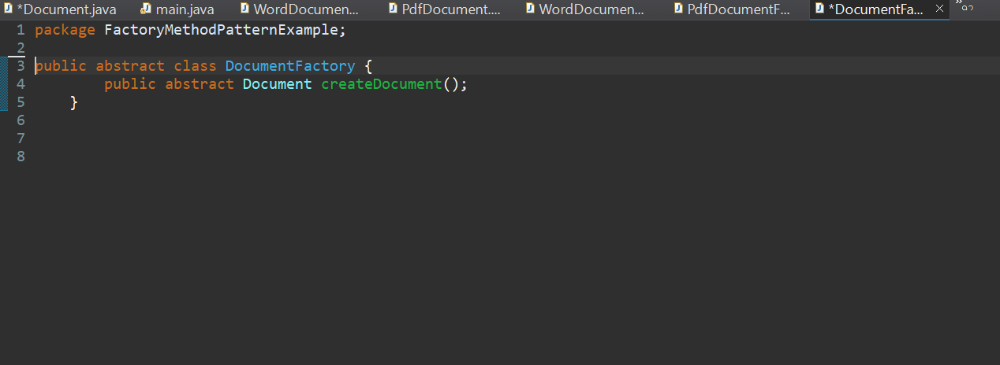 *Document.java main.java WordDocumen... PdfDocument.... WordDocumen... PdfDocumentF... *DocumentFa...
1 package FactoryMethodPatternExample;
2
3 public abstract class DocumentFactory {
4 public abstract Document createDocument();
5 }
6
7
8